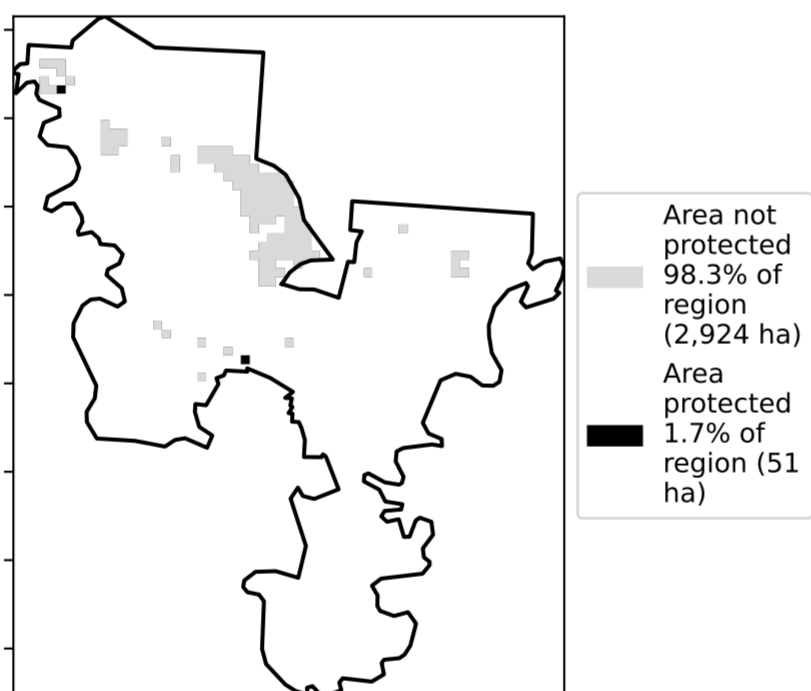 Area not
protected
98.3% of
region
(2,924 ha)
Area
protected
1.7% of
region (51
ha)